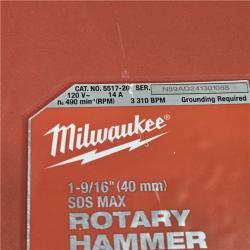 CAT. NO. 5517-20 SER. N89AD241301088
120 V~ 14 A
n₀ 490 min⁻¹(RPM) 3 310 BPM Grounding Required
Milwaukee®
1-9/16" (40 mm)
SDS MAX
ROTARY
HAMMER